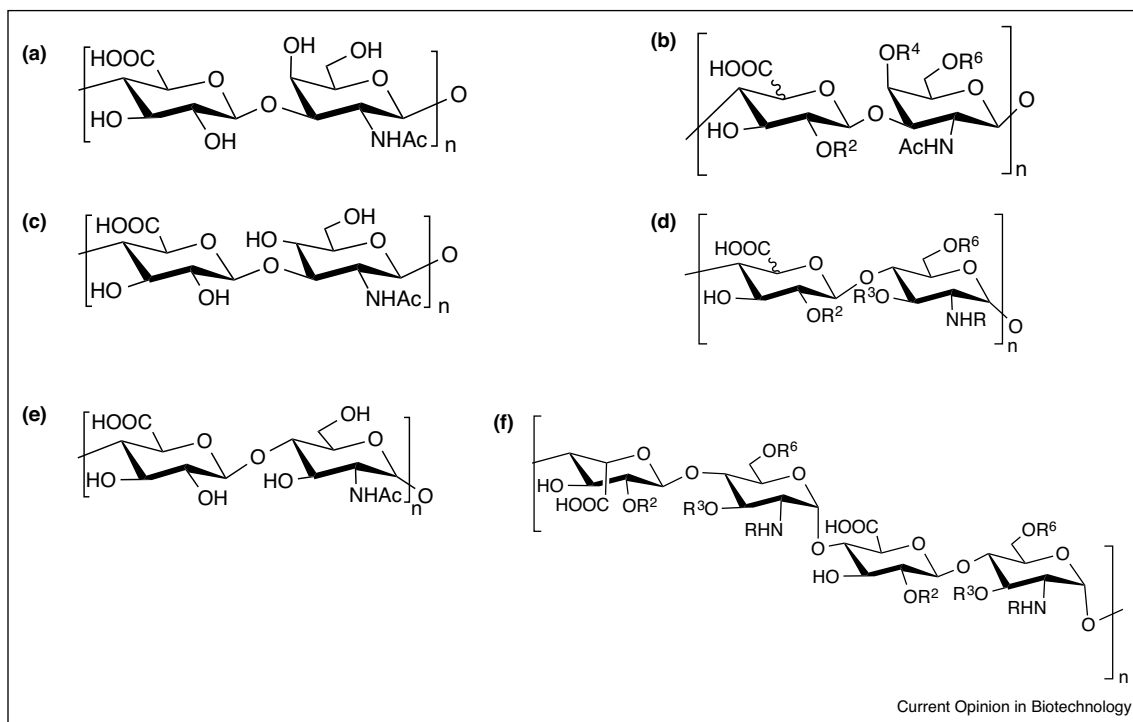 (a)
HOOC
OH
OH
O
O
O
O
HO
OH
NHAc
n
(b)
HOOC
OR⁴
OR⁶
O
O
O
O
HO
OR²
AcHN
n
(c)
HOOC
OH
HO
O
O
O
O
HO
OH
NHAc
n
(d)
HOOC
OR⁶
O
O
O
HO
OR²
R³O
NHR
O
n
(e)
HOOC
OH
O
O
O
HO
OH
HO
NHAc
O
n
(f)
OR⁶
O
O
O
HO
HOOC
OR²
R³O
RHN
O
HOOC
OR⁶
O
O
O
HO
OR²
R³O
RHN
O
n
Current Opinion in Biotechnology